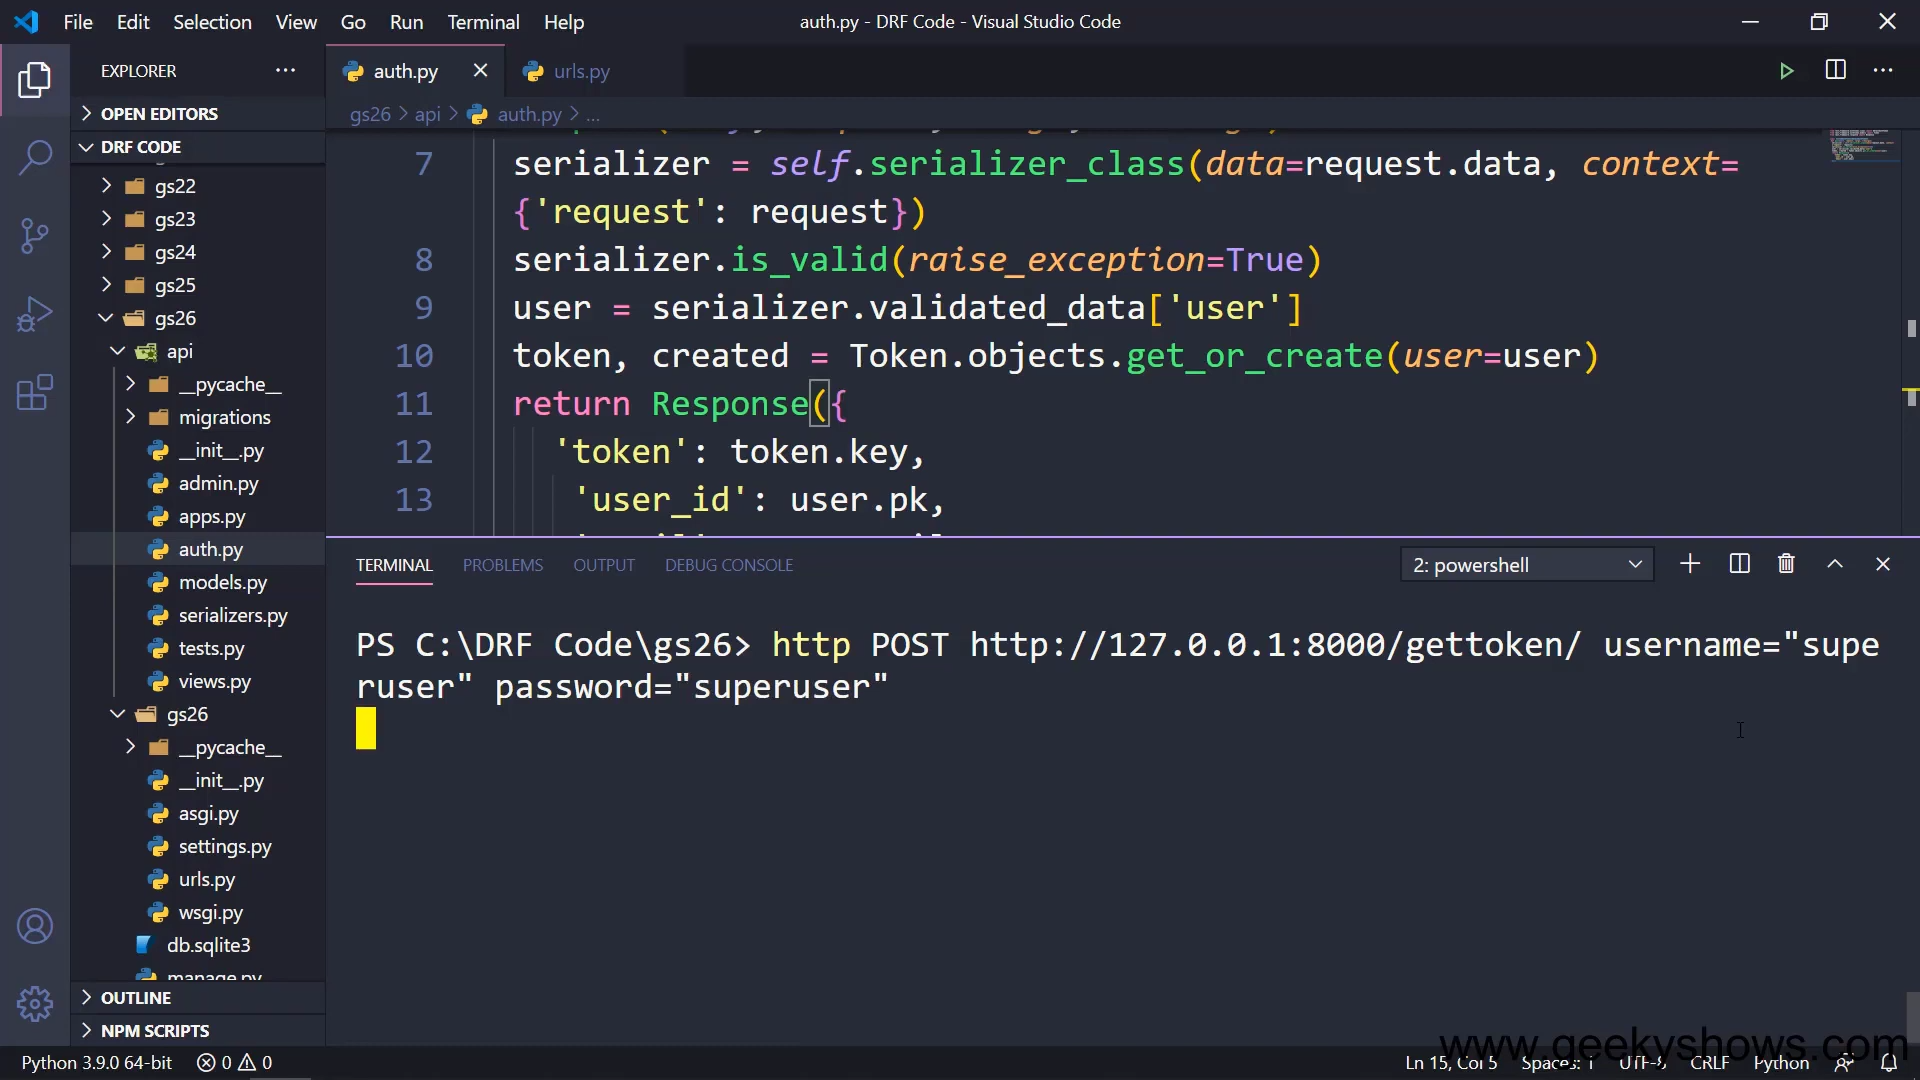 File Edit Selection View Go Run Terminal Help
auth.py - DRF Code - Visual Studio Code
EXPLORER
OPEN EDITORS
DRF CODE
gs22
gs23
gs24
gs25
gs26
api
__pycache__
migrations
__init__.py
admin.py
apps.py
auth.py
models.py
serializers.py
tests.py
views.py
gs26
__pycache__
__init__.py
asgi.py
settings.py
urls.py
wsgi.py
db.sqlite3
manage.py
OUTLINE
NPM SCRIPTS
auth.py urls.py
gs26 > api > auth.py > ...
7 serializer = self.serializer_class(data=request.data, context=
{'request': request})
8 serializer.is_valid(raise_exception=True)
9 user = serializer.validated_data['user']
10 token, created = Token.objects.get_or_create(user=user)
11 return Response({
12 'token': token.key,
13 'user_id': user.pk,
TERMINAL PROBLEMS OUTPUT DEBUG CONSOLE
2: powershell
PS C:\DRF Code\gs26> http POST http://127.0.0.1:8000/gettoken/ username="supe
ruser" password="superuser"
www.geekyshows.com
Python 3.9.0 64-bit 0 0
Ln 15, Col 5 Spaces: 1 UTF-8 CRLF Python